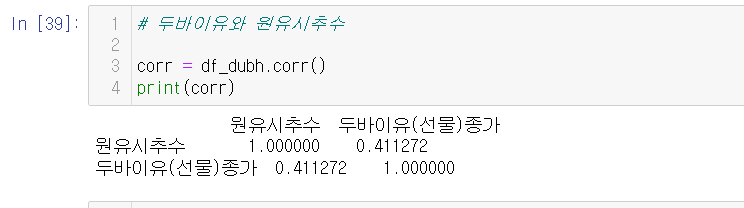 In [39]:
1 # 두바이유와 원유시추수
2
3 corr = df_dubh.corr()
4 print(corr)
원유시추수 두바이유(선물)종가
원유시추수 1.000000 0.411272
두바이유(선물)종가 0.411272 1.000000